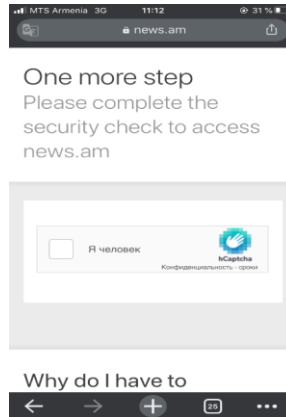 MTS Armenia 3G 11:12 31 %
news.am
One more step
Please complete the
security check to access
news.am
Я человек
hCaptcha
Конфиденциальность - сроки
Why do I have to
25